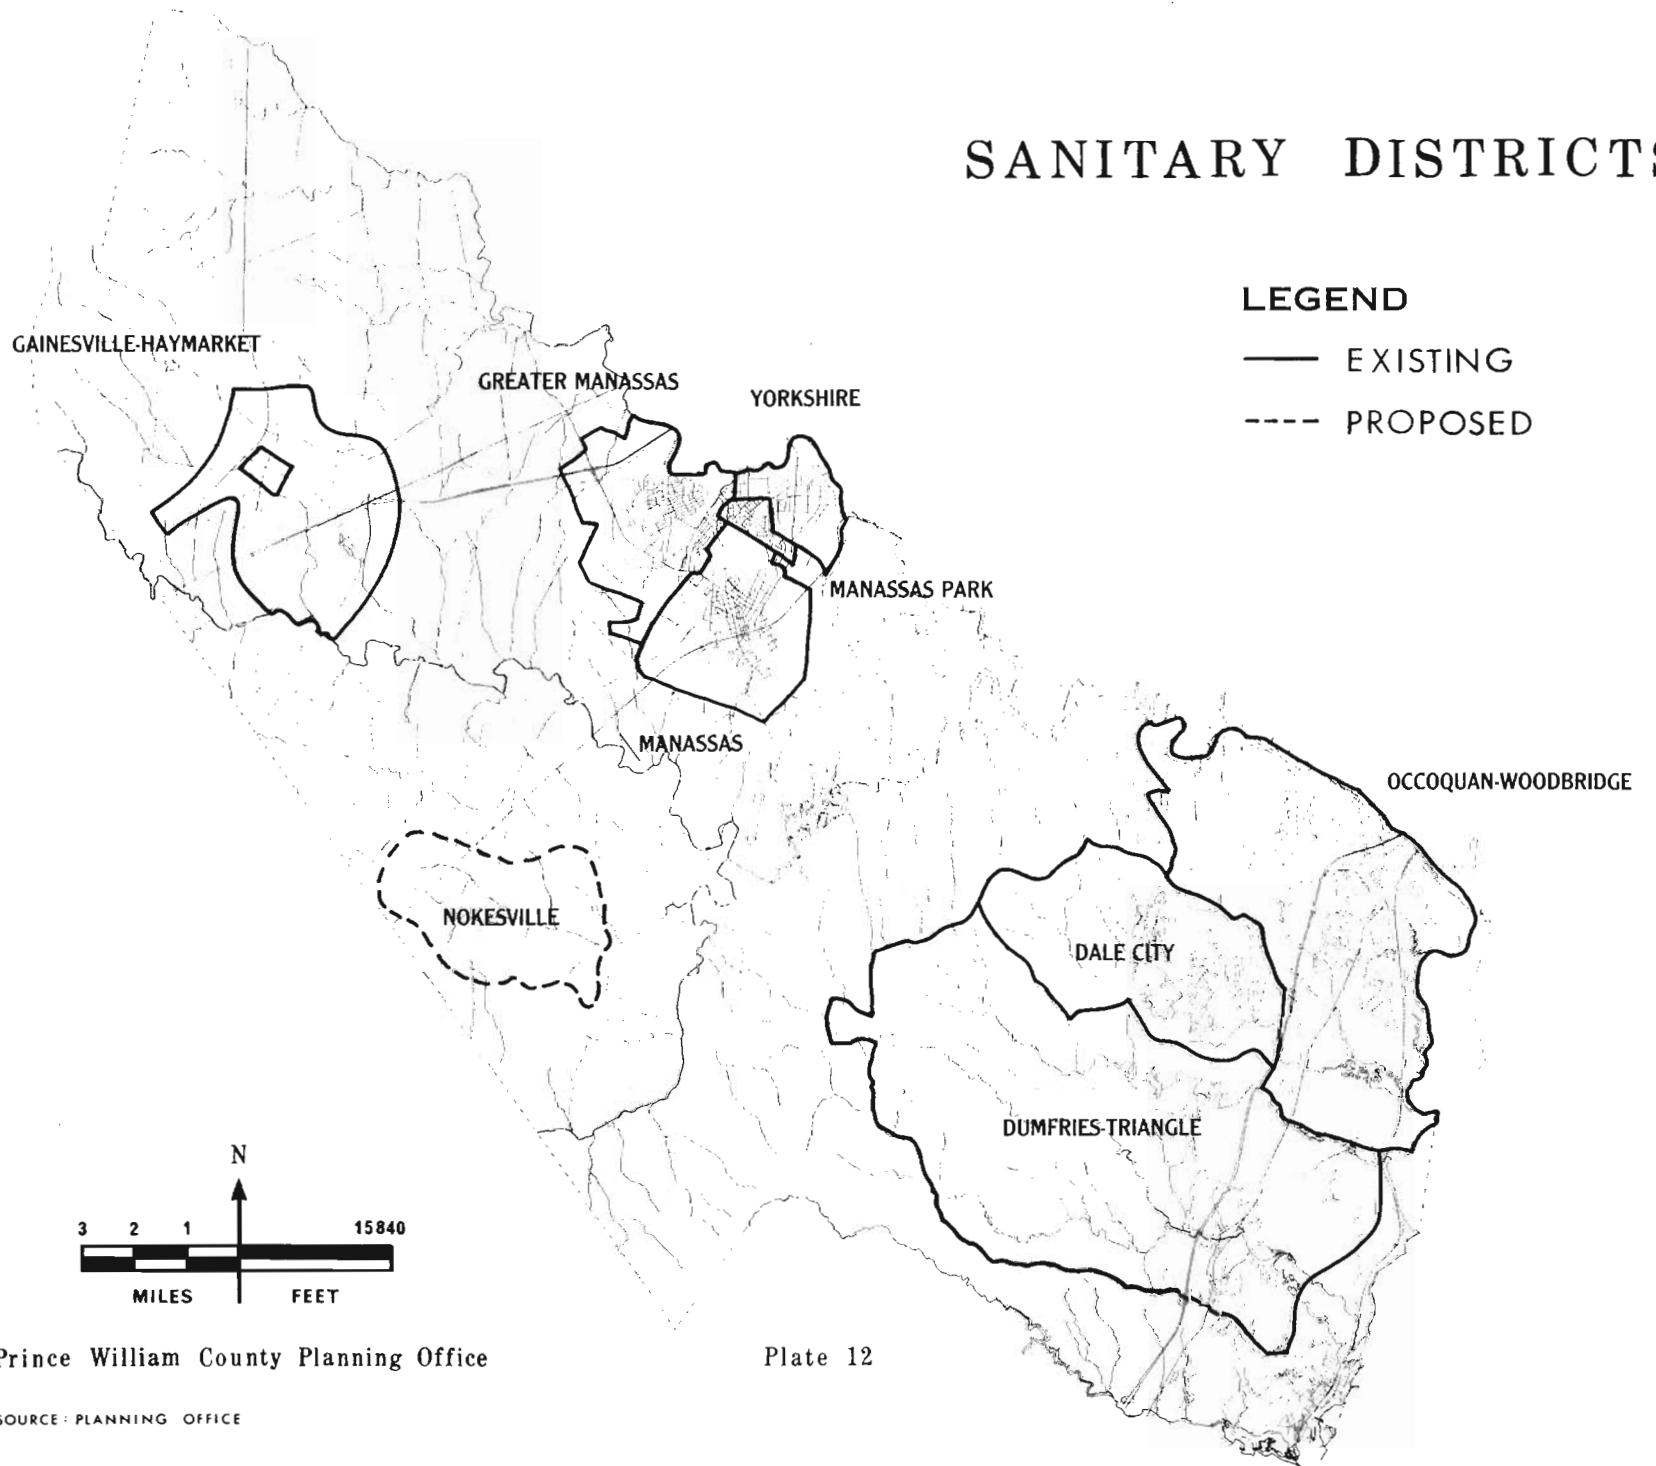 SANITARY DISTRICTS
LEGEND
EXISTING
PROPOSED
GAINESVILLE-HAYMARKET
GREATER MANASSAS
YORKSHIRE
MANASSAS PARK
MANASSAS
OCCOQUAN-WOODBRIDGE
NOKESVILLE
DALE CITY
DUMFRIES-TRIANGLE
N
3 2 1 15840
MILES FEET
Prince William County Planning Office
Plate 12
SOURCE: PLANNING OFFICE